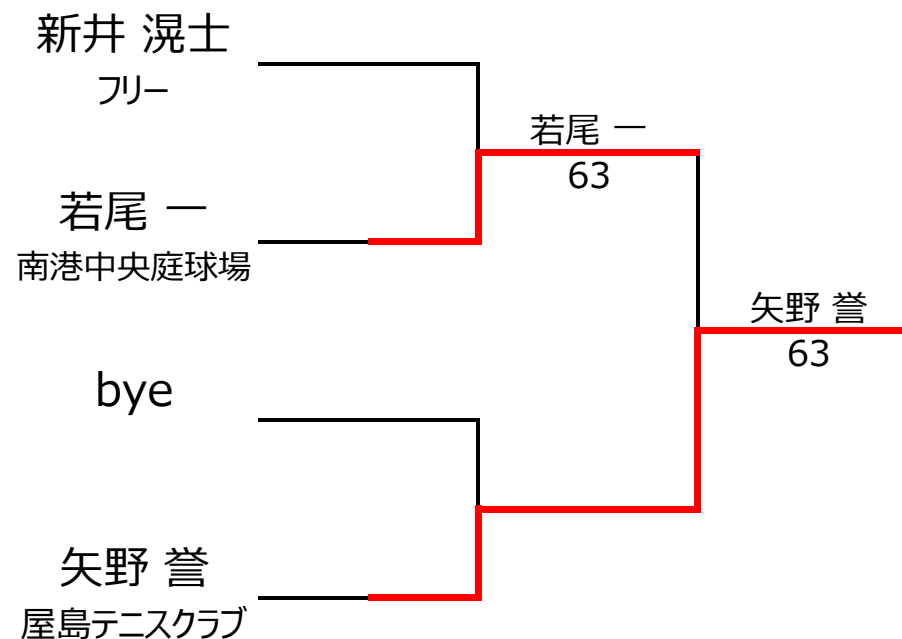 新井 滉士
フリー
若尾 一
南港中央庭球場
bye
矢野 誉
屋島テニスクラブ
若尾 一
63
矢野 誉
63